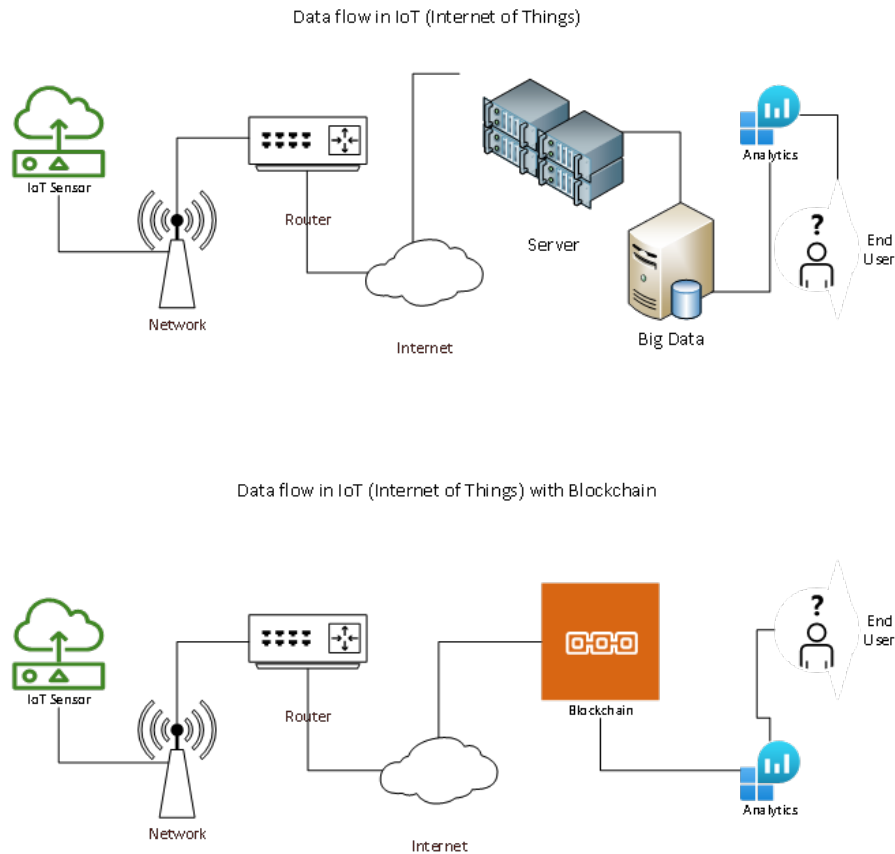 Data flow in IoT (Internet of Things)
IoT Sensor
Network
Router
Internet
Server
Big Data
Analytics
?
End
User
Data flow in IoT (Internet of Things) with Blockchain
IoT Sensor
Network
Router
Internet
Blockchain
Analytics
?
End
User